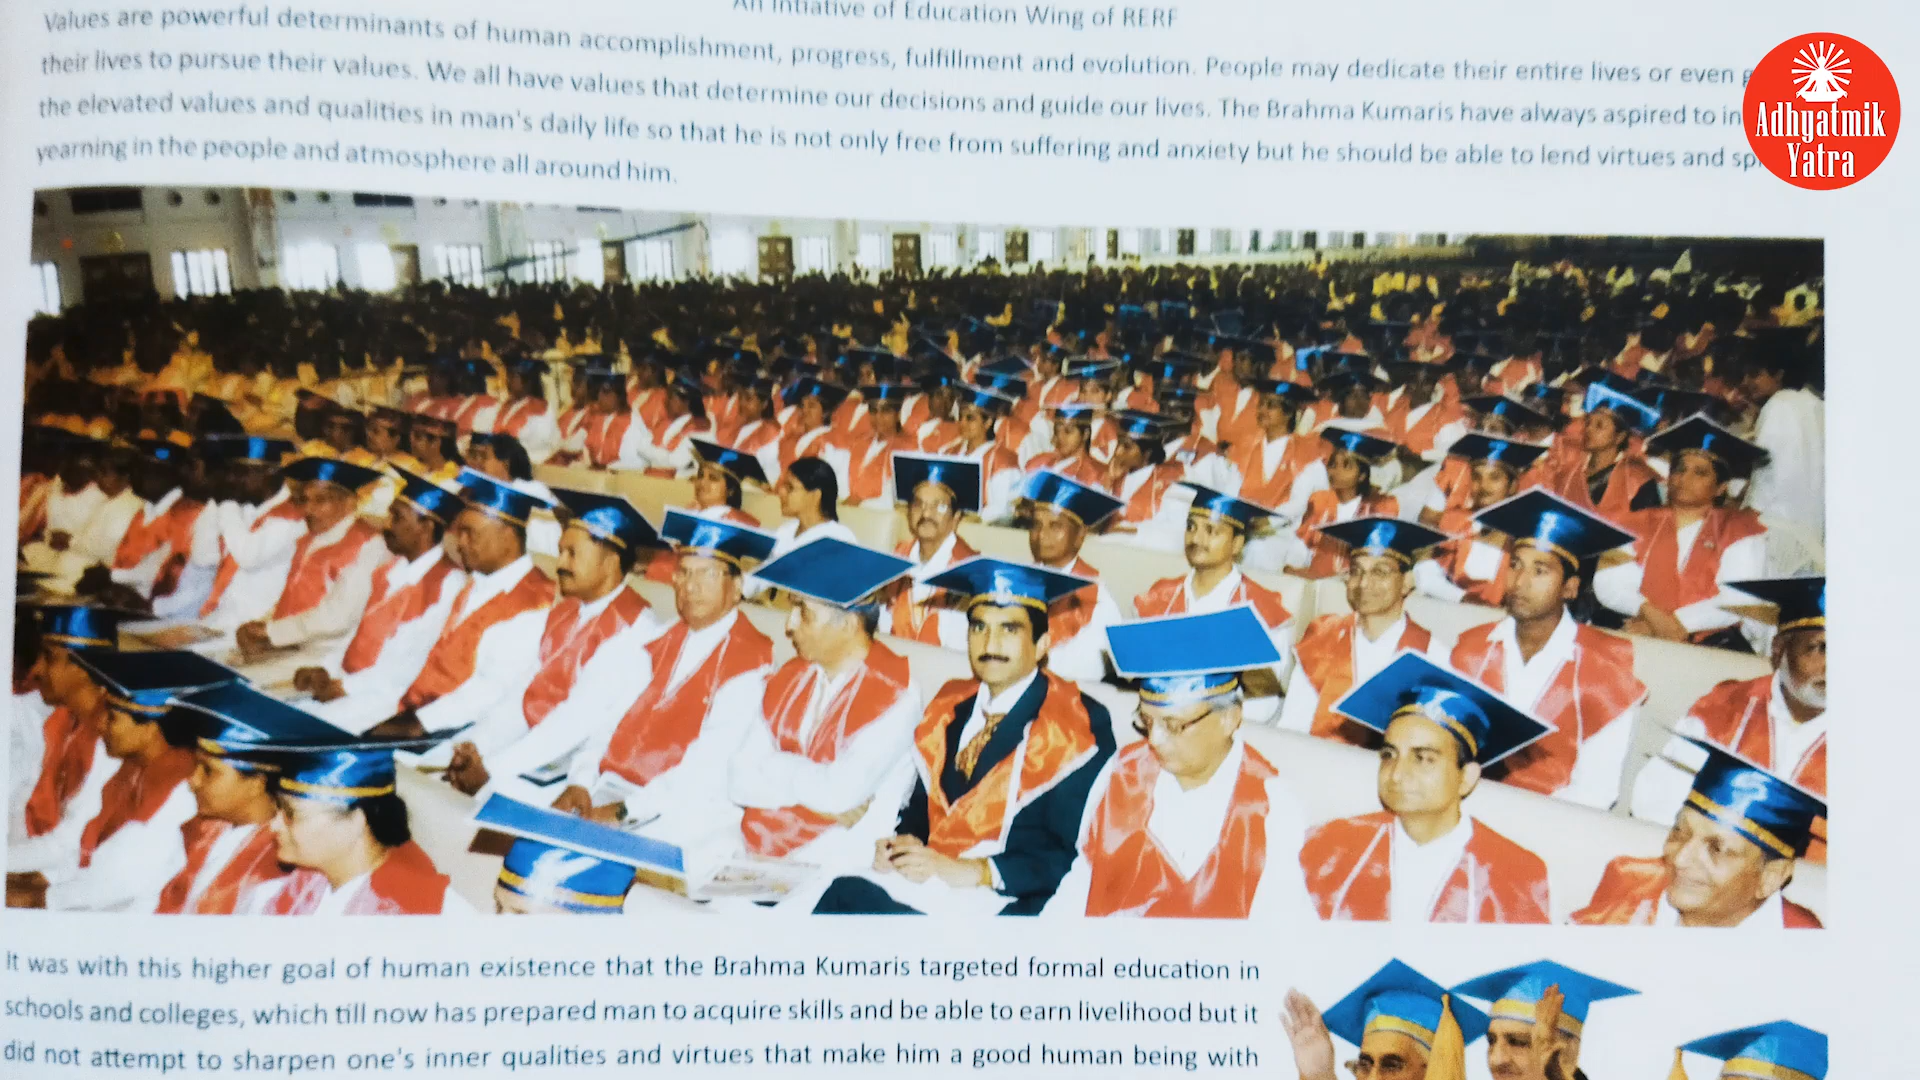 An Intiative of Education Wing of RERF
Values are powerful determinants of human accomplishment, progress, fulfillment and evolution. People may dedicate their entire lives or even
their lives to pursue their values. We all have values that determine our decisions and guide our lives. The Brahma Kumaris have always aspired to
the elevated values and qualities in man's daily life so that he is not only free from suffering and anxiety but he should be able to lend virtues and
yearning in the people and atmosphere all around him.
Adhyatmik
Yatra
It was with this higher goal of human existence that the Brahma Kumaris targeted formal education in
schools and colleges, which till now has prepared man to acquire skills and be able to earn livelihood but it
did not attempt to sharpen one's inner qualities and virtues that make him a good human being with